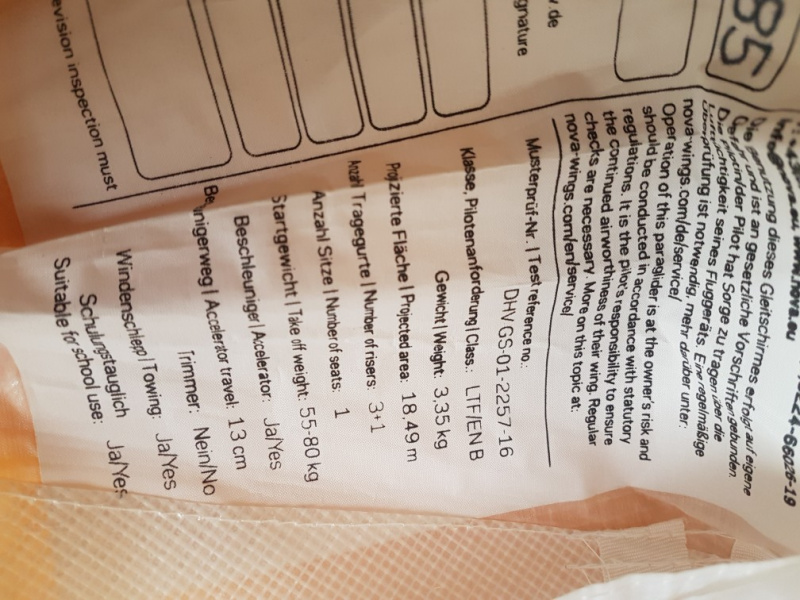 85
info@nova.eu www.nova.eu
Die Benutzung dieses Gleitschirmes erfolgt auf eigene
und ist an gesetzliche Vorschriften gebunden.
der Pilot hat Sorge zu tragen über die
Lufttüchtigkeit seines Fluggeräts. Eine regelmäßige
Überprüfung ist notwendig, mehr darüber unter:
nova-wings.com/de/service/
Operation of this paraglider is at the owner's risk and
should be conducted in accordance with statutory
regulations. It is the pilot's responsibility to ensure
the continued airworthiness of their wing. Regular
checks are necessary. More on this topic at:
nova-wings.com/en/service/
Musterprüf-Nr. | Test reference no.:
DHV GS-01-2257-16
Klasse, Pilotenanforderung | Class.: LTF/EN B
Gewicht | Weight: 3,35 kg
Projizierte Fläche | Projected area: 18,49 m
Anzahl Tragegurte | Number of risers: 3+1
Anzahl Sitze | Number of seats: 1
Startgewicht | Take off weight: 55-80 kg
Beschleuniger | Accelerator: Ja/Yes
Accelerator travel: 13 cm
Trimmer: Nein/No
Windenschlepp | Towing: Ja/Yes
Schulungstauglich
Suitable for school use: Ja/Yes
.de
gnature
evision inspection must